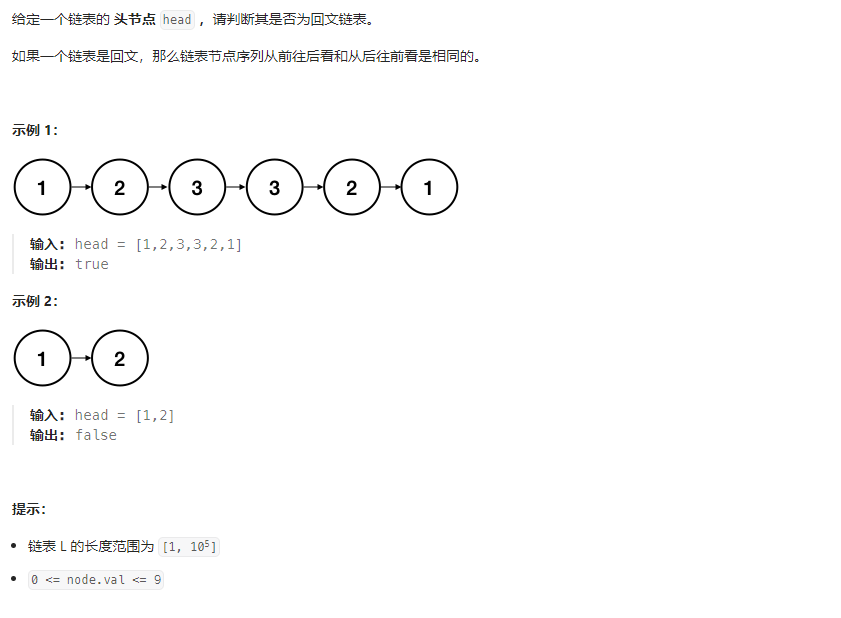 给定一个链表的 头节点 head ，请判断其是否为回文链表。
如果一个链表是回文，那么链表节点序列从前往后看和从后往前看是相同的。
示例 1：
1 2 3 3 2 1
输入： head = [1,2,3,3,2,1]
输出： true
示例 2：
1 2
输入： head = [1,2]
输出： false
提示：
• 链表 L 的长度范围为 [1, 10⁵]
• 0 <= node.val <= 9